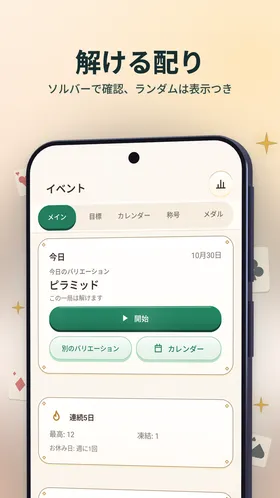 解ける配り
ソルバーで確認、ランダムは表示つき
イベント
メイン
目標
カレンダー
称号
メダル
今日
10月30日
今日のバリエーション
ピラミッド
この一局は解けます
開始
別のバリエーション
カレンダー
連続5日
最高: 12
凍結: 1
お休み日: 週に1回